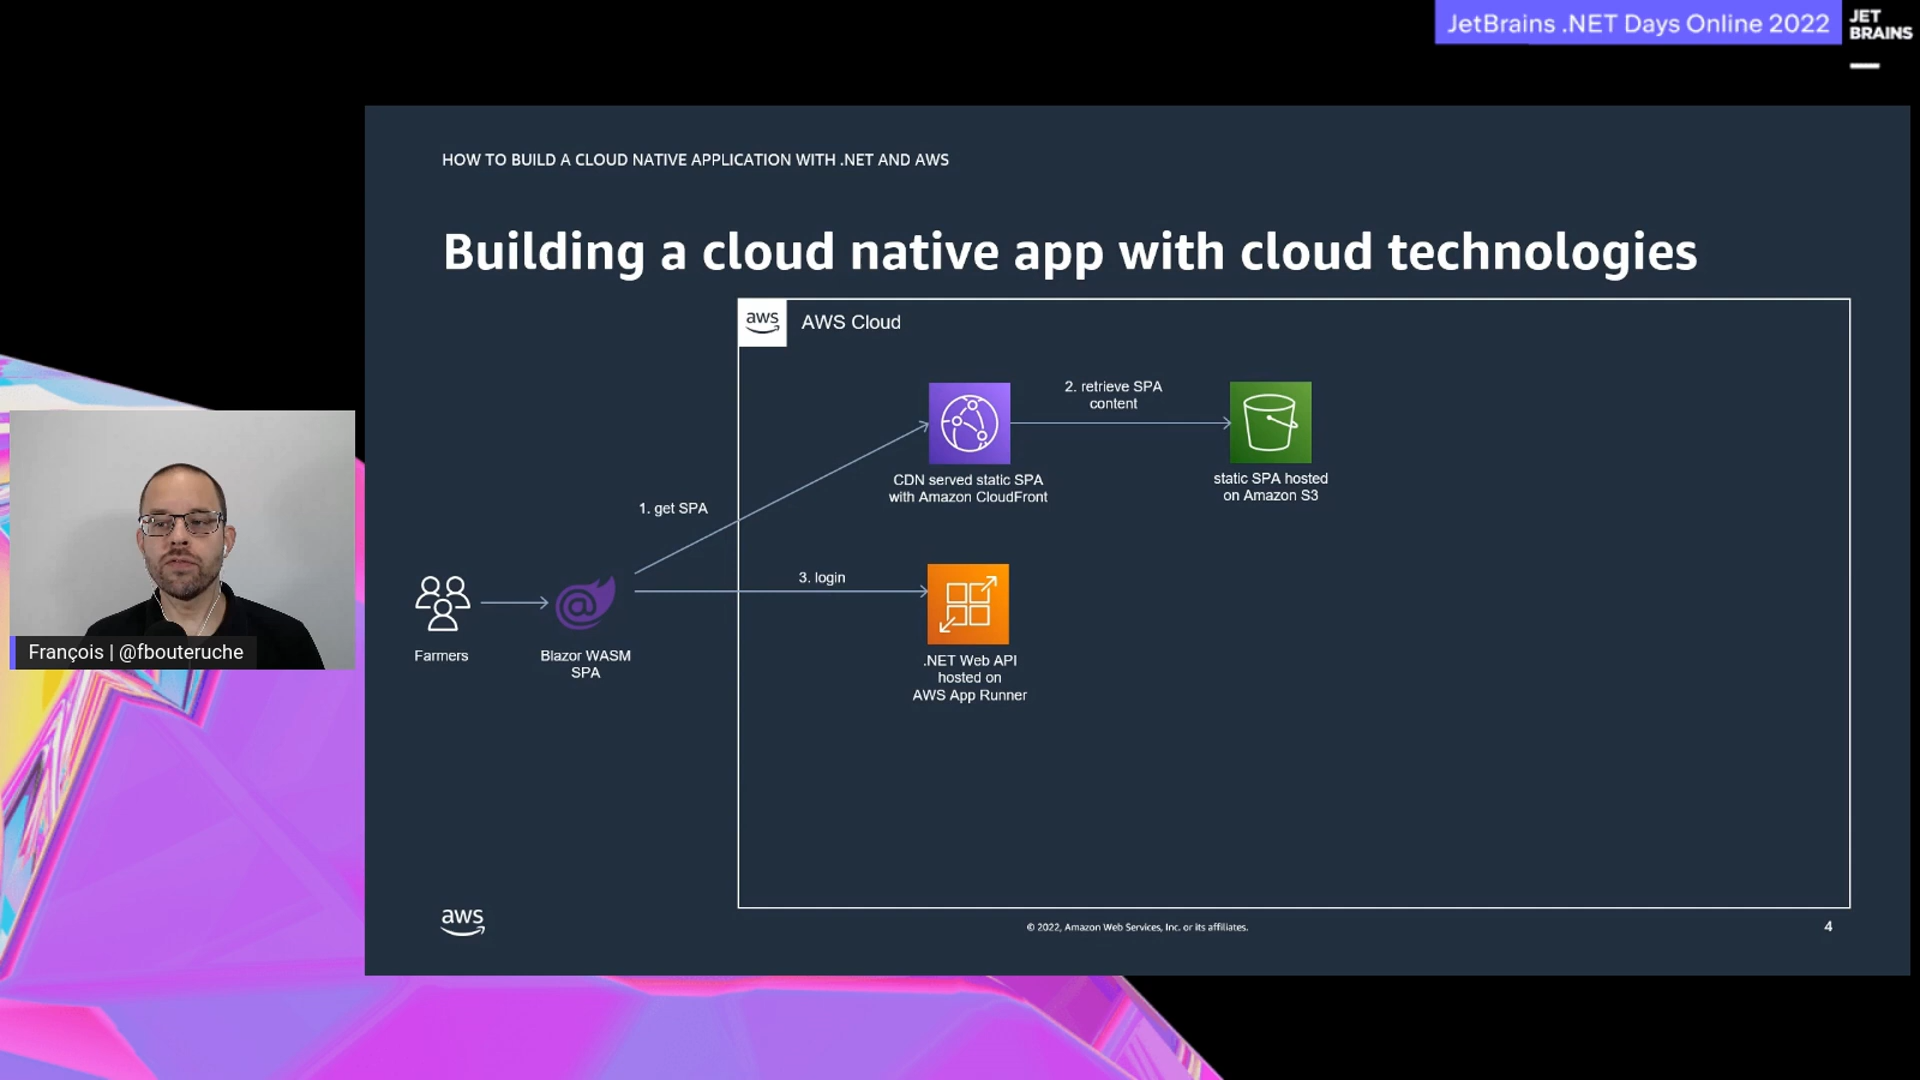 JetBrains .NET Days Online 2022
JET
BRAINS
HOW TO BUILD A CLOUD NATIVE APPLICATION WITH .NET AND AWS
Building a cloud native app with cloud technologies
aws
AWS Cloud
2. retrieve SPA
content
CDN served static SPA
with Amazon CloudFront
static SPA hosted
on Amazon S3
1. get SPA
3. login
Farmers
Blazor WASM
SPA
.NET Web API
hosted on
AWS App Runner
François | @fbouteruche
aws
© 2022, Amazon Web Services, Inc. or its affiliates.
4